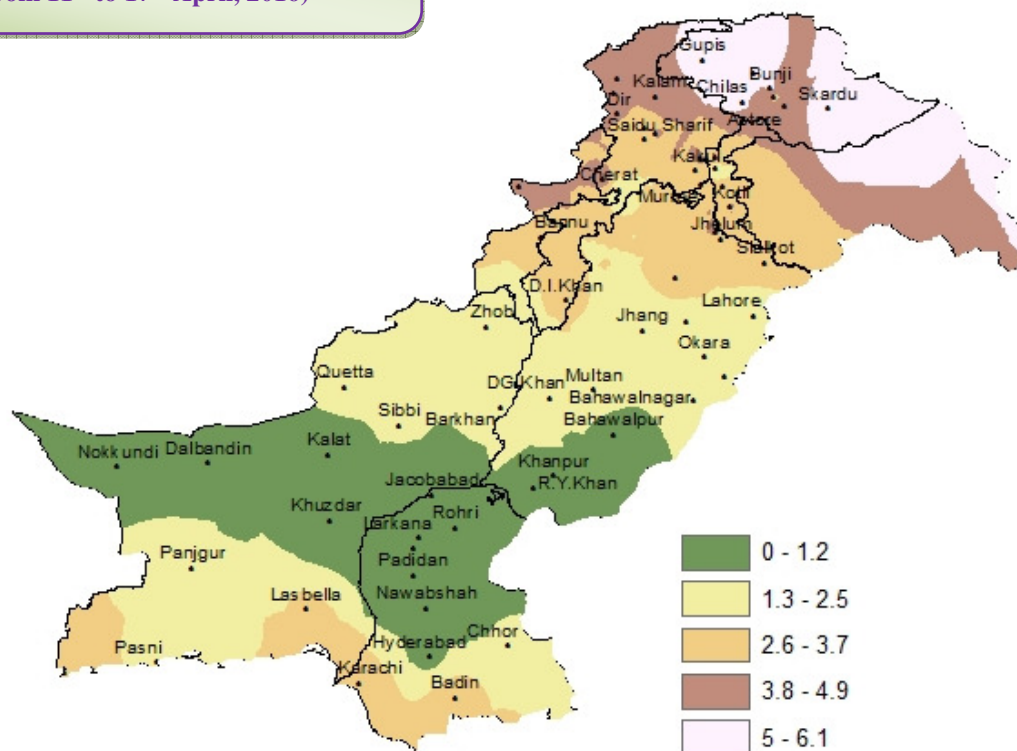 to April, 2016)
Gupis
Bunji
Kalam
Chilas
Skardu
Dir
Astore
Saidu Sharif
Kakul
Cherat
Murree
Kotli
Bannu
Jhelum
Sialkot
D.I.Khan
Lahore
Zhob
Jhang
Okara
Quetta
DG Khan
Multan
Bahawalnagar
Sibbi
Barkhan
Bahawalpur
Kalat
Nokkundi
Dalbandin
Khanpur
Jacobabad
R.Y.Khan
Khuzdar
Rohri
Larkana
Panjgur
Padidan
Lasbella
Nawabshah
Chhor
Hyderabad
Pasni
Karachi
Badin
0 - 1.2
1.3 - 2.5
2.6 - 3.7
3.8 - 4.9
5 - 6.1